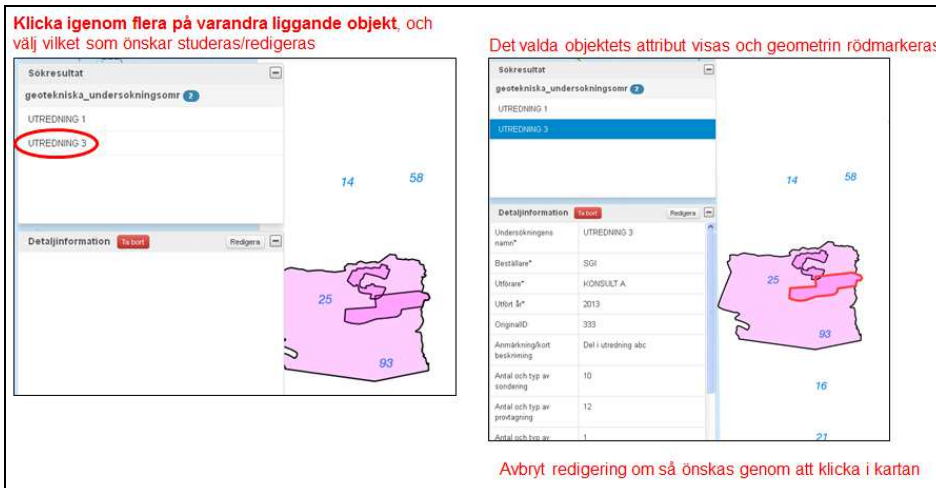 Klicka igenom flera på varandra liggande objekt, och
välj vilket som önskar studeras/redigeras
Sökresultat
geotekniska_undersokningsomr 2
UTREDNING 1
UTREDNING 3
Detaljinformation Ta bort Redigera
14 58
25
93
Det valda objektets attribut visas och geometrin rödmarkeras
Sökresultat
geotekniska_undersokningsomr 2
UTREDNING 1
UTREDNING 3
Detaljinformation Ta bort Redigera
Undersökningens UTREDNING 3
namn*
Beställare* SGI
Utförare* KONSULT A
Utfört år* 2013
OriginalID 333
Anmärkning/kort Del i utredning abc
beskrivning
Antal och typ av 10
sondering
Antal och typ av 12
provtagning
Antal och typ av 1
14 58
25
93
16
21
Avbryt redigering om så önskas genom att klicka i kartan